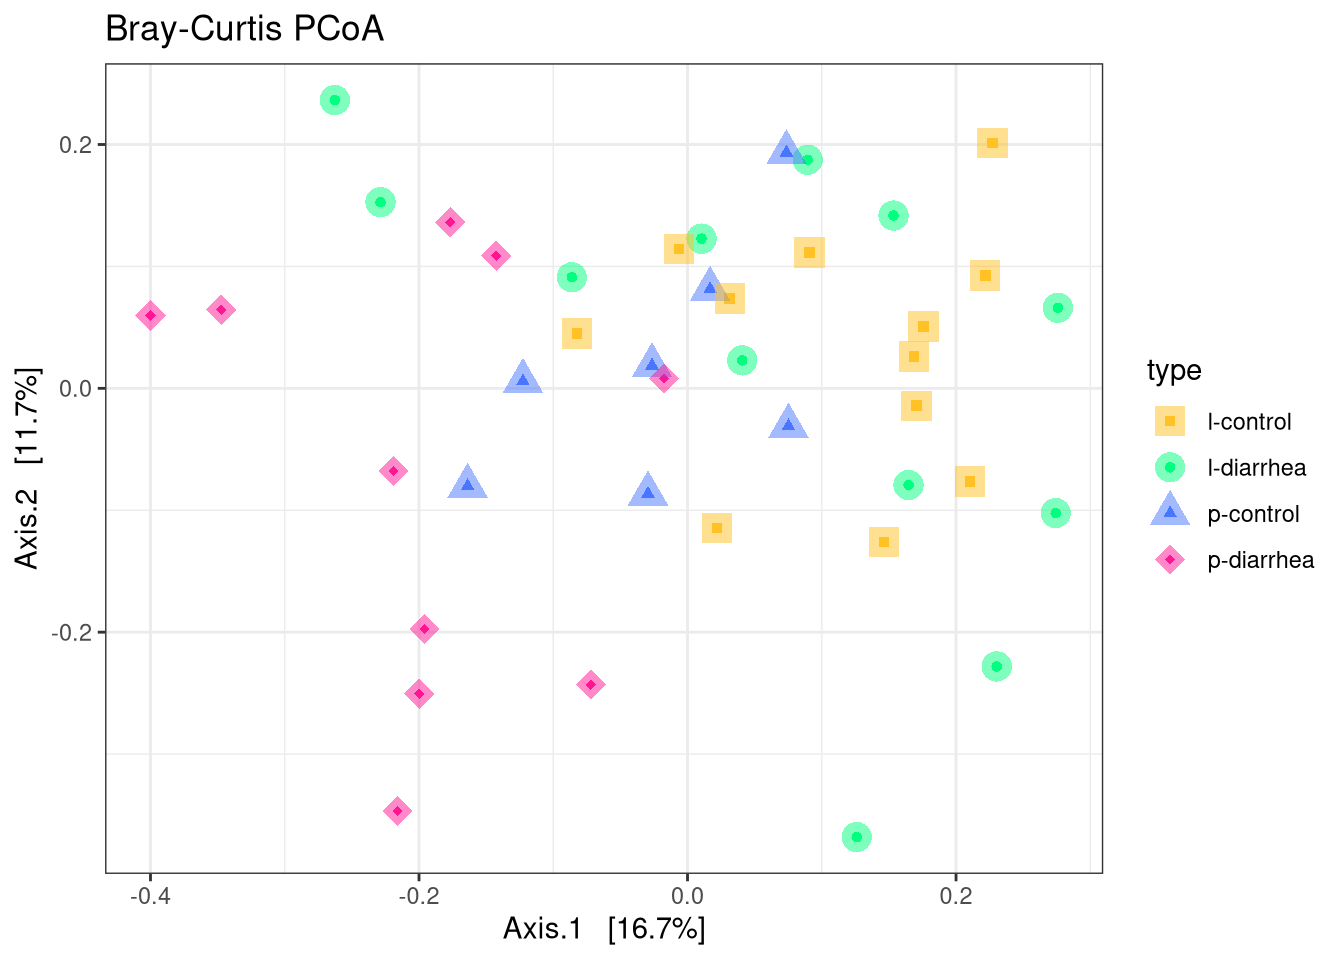 Bray-Curtis PCoA
0.2
0.0
-0.2
Axis.2 [11.7%]
-0.4
-0.2
0.0
0.2
Axis.1 [16.7%]
type
l-control
l-diarrhea
p-control
p-diarrhea